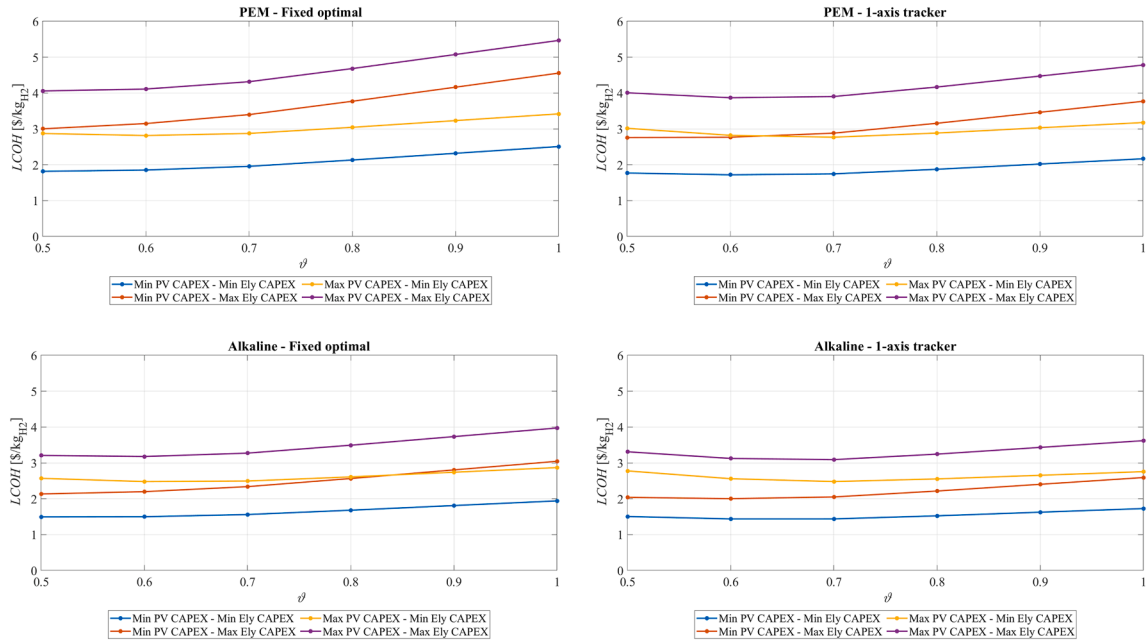 PEM - Fixed optimal
6
5
4
3
2
1
0
LCOH [$/kgH2]
0.5 0.6 0.7 0.8 0.9 1
ϑ
Min PV CAPEX - Min Ely CAPEX Max PV CAPEX - Min Ely CAPEX
Min PV CAPEX - Max Ely CAPEX Max PV CAPEX - Max Ely CAPEX
PEM - 1-axis tracker
6
5
4
3
2
1
0
LCOH [$/kgH2]
0.5 0.6 0.7 0.8 0.9 1
ϑ
Min PV CAPEX - Min Ely CAPEX Max PV CAPEX - Min Ely CAPEX
Min PV CAPEX - Max Ely CAPEX Max PV CAPEX - Max Ely CAPEX
Alkaline - Fixed optimal
6
5
4
3
2
1
0
LCOH [$/kgH2]
0.5 0.6 0.7 0.8 0.9 1
ϑ
Min PV CAPEX - Min Ely CAPEX Max PV CAPEX - Min Ely CAPEX
Min PV CAPEX - Max Ely CAPEX Max PV CAPEX - Max Ely CAPEX
Alkaline - 1-axis tracker
6
5
4
3
2
1
0
LCOH [$/kgH2]
0.5 0.6 0.7 0.8 0.9 1
ϑ
Min PV CAPEX - Min Ely CAPEX Max PV CAPEX - Min Ely CAPEX
Min PV CAPEX - Max Ely CAPEX Max PV CAPEX - Max Ely CAPEX